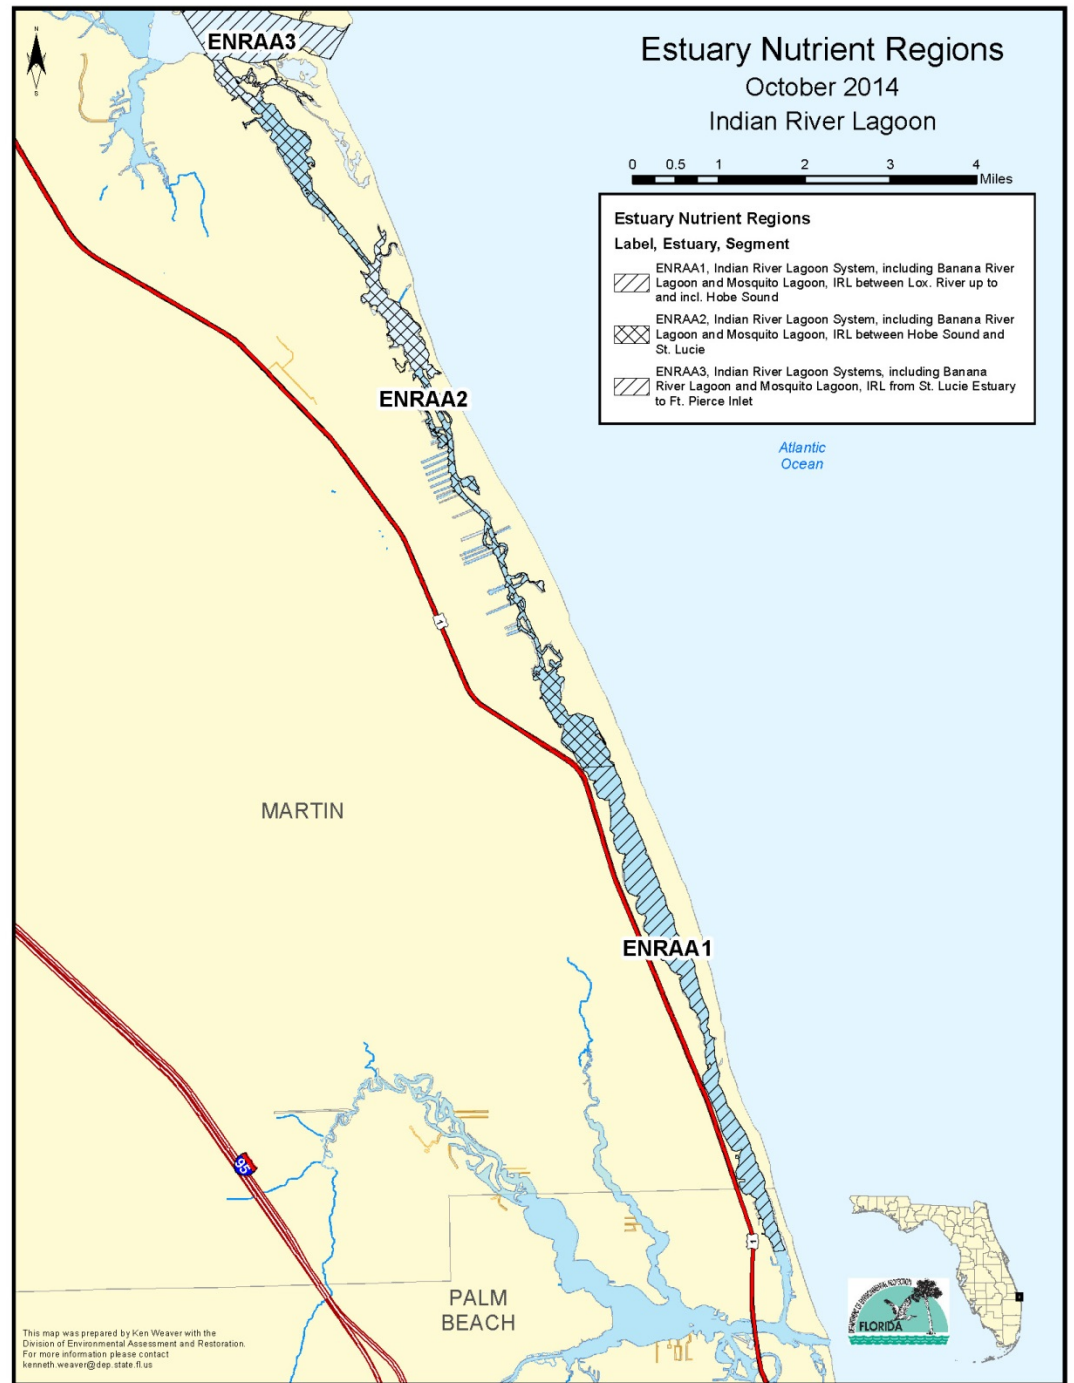 N
S
ENRAA3
Estuary Nutrient Regions
October 2014
Indian River Lagoon
0 0.5 1 2 3 4
Miles
Estuary Nutrient Regions
Label, Estuary, Segment
ENRAA1, Indian River Lagoon System, including Banana River
Lagoon and Mosquito Lagoon, IRL between Lox. River up to
and incl. Hobe Sound
ENRAA2, Indian River Lagoon System, including Banana River
Lagoon and Mosquito Lagoon, IRL between Hobe Sound and
St. Lucie
ENRAA3, Indian River Lagoon Systems, including Banana
River Lagoon and Mosquito Lagoon, IRL from St. Lucie Estuary
to Ft. Pierce Inlet
ENRAA2
Atlantic
Ocean
1
MARTIN
ENRAA1
95
1
PALM
BEACH
DEPARTMENT OF ENVIRONMENTAL PROTECTION
FLORIDA
This map was prepared by Ken Weaver with the
Division of Environmental Assessment and Restoration.
For more information please contact
kenneth.weaver@dep.state.fl.us